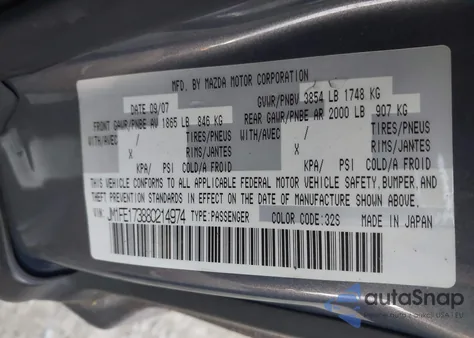 MFD. BY MAZDA MOTOR CORPORATION
DATE 09/07 GVWR/PNBV 3854 LB 1748 KG
FRONT GAWR/PNBE AV 1865 LB 846 KG REAR GAWR/PNBE AR 2000 LB 907 KG
WITH/AVEC / TIRES/PNEUS WITH/AVEC / TIRES/PNEUS
X RIMS/JANTES X RIMS/JANTES
KPA/ PSI COLD/A FROID KPA/ PSI COLD/A FROID
THIS VEHICLE CONFORMS TO ALL APPLICABLE FEDERAL MOTOR VEHICLE SAFETY, BUMPER, AND
THEFT PREVENTION STANDARDS IN EFFECT ON THE DATE OF MANUFACTURE SHOWN ABOVE.
VIN: JM1FE173880214974 TYPE:PASSENGER COLOR CODE:32S MADE IN JAPAN
autoSnap